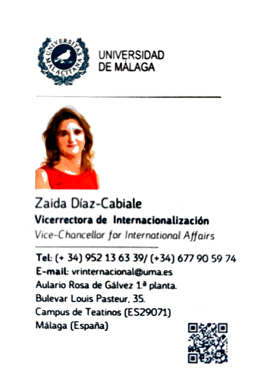 UNIVERSIDAD
DE MÁLAGA
Zaida Díaz-Cabiale
Vicerrectora de Internacionalización
Vice-Chancellor for International Affairs
Tel: (+ 34) 952 13 63 39/ (+34) 677 90 59 74
E-mail: vrinternacional@uma.es
Aulario Rosa de Gálvez 1.ª planta.
Bulevar Louis Pasteur, 35.
Campus de Teatinos (ES29071)
Málaga (España)